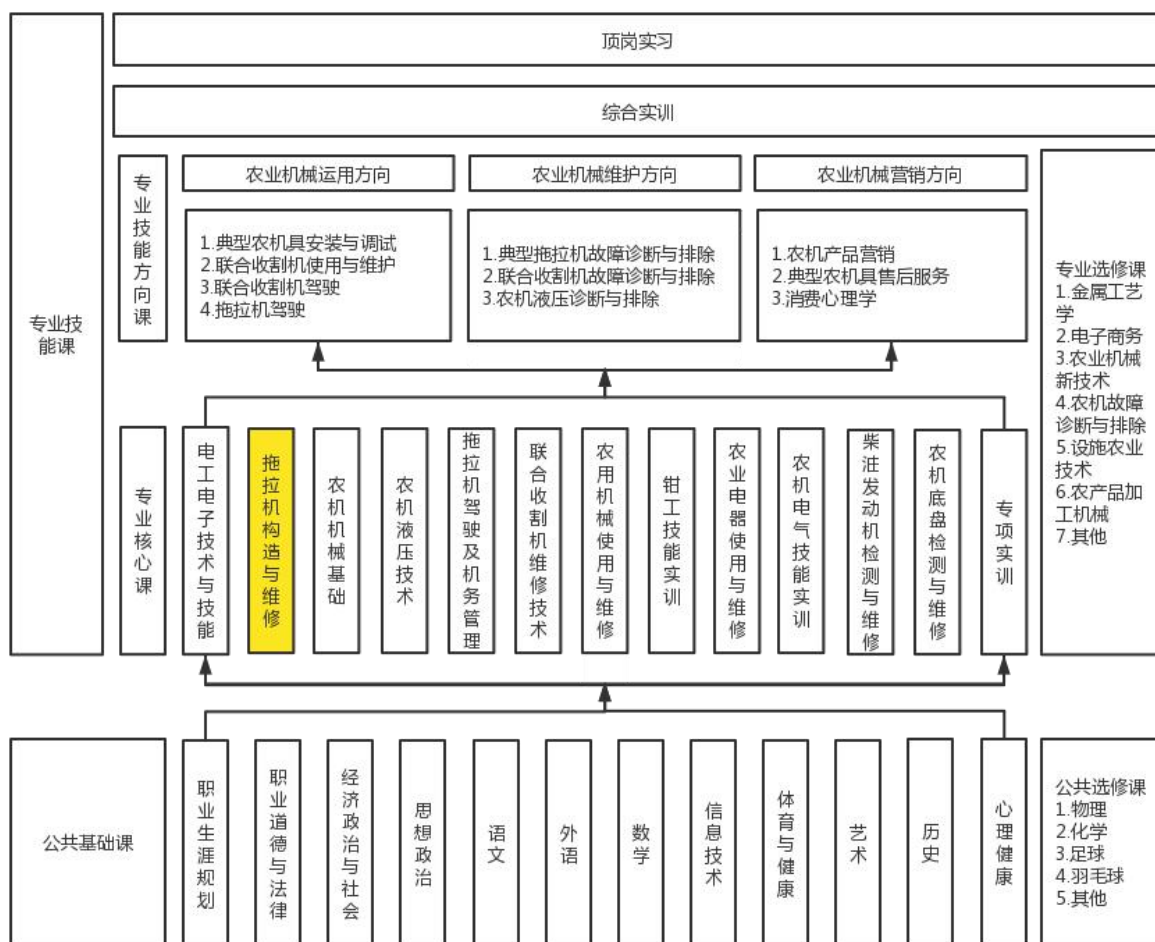 顶岗实习
综合实训
专业技
能课
专业技能方向课
农业机械运用方向
农业机械维护方向
农业机械营销方向
1.典型农机具安装与调试
2.联合收割机使用与维护
3.联合收割机驾驶
4.拖拉机驾驶
1.典型拖拉机故障诊断与排除
2.联合收割机故障诊断与排除
3.农机液压诊断与排除
1.农机产品营销
2.典型农机具售后服务
3.消费心理学
专业选修课
1.金属工艺
学
2.电子商务
3.农业机械
新技术
4.农机故障
诊断与排除
5.设施农业
技术
6.农产品加
工机械
7.其他
专业核心课
电工电子技术与技能
拖拉机构造与维修
农机机械基础
农机液压技术
拖拉机驾驶及机务管理
联合收割机维修技术
农用机械使用与维修
钳工技能实训
农业电器使用与维修
农机电气技能实训
柴油发动机检测与维修
农机底盘检测与维修
专项实训
公共基础课
职业生涯规划
职业道德与法律
经济政治与社会
思想政治
语文
外语
数学
信息技术
体育与健康
艺术
历史
心理健康
公共选修课
1.物理
2.化学
3.足球
4.羽毛球
5.其他